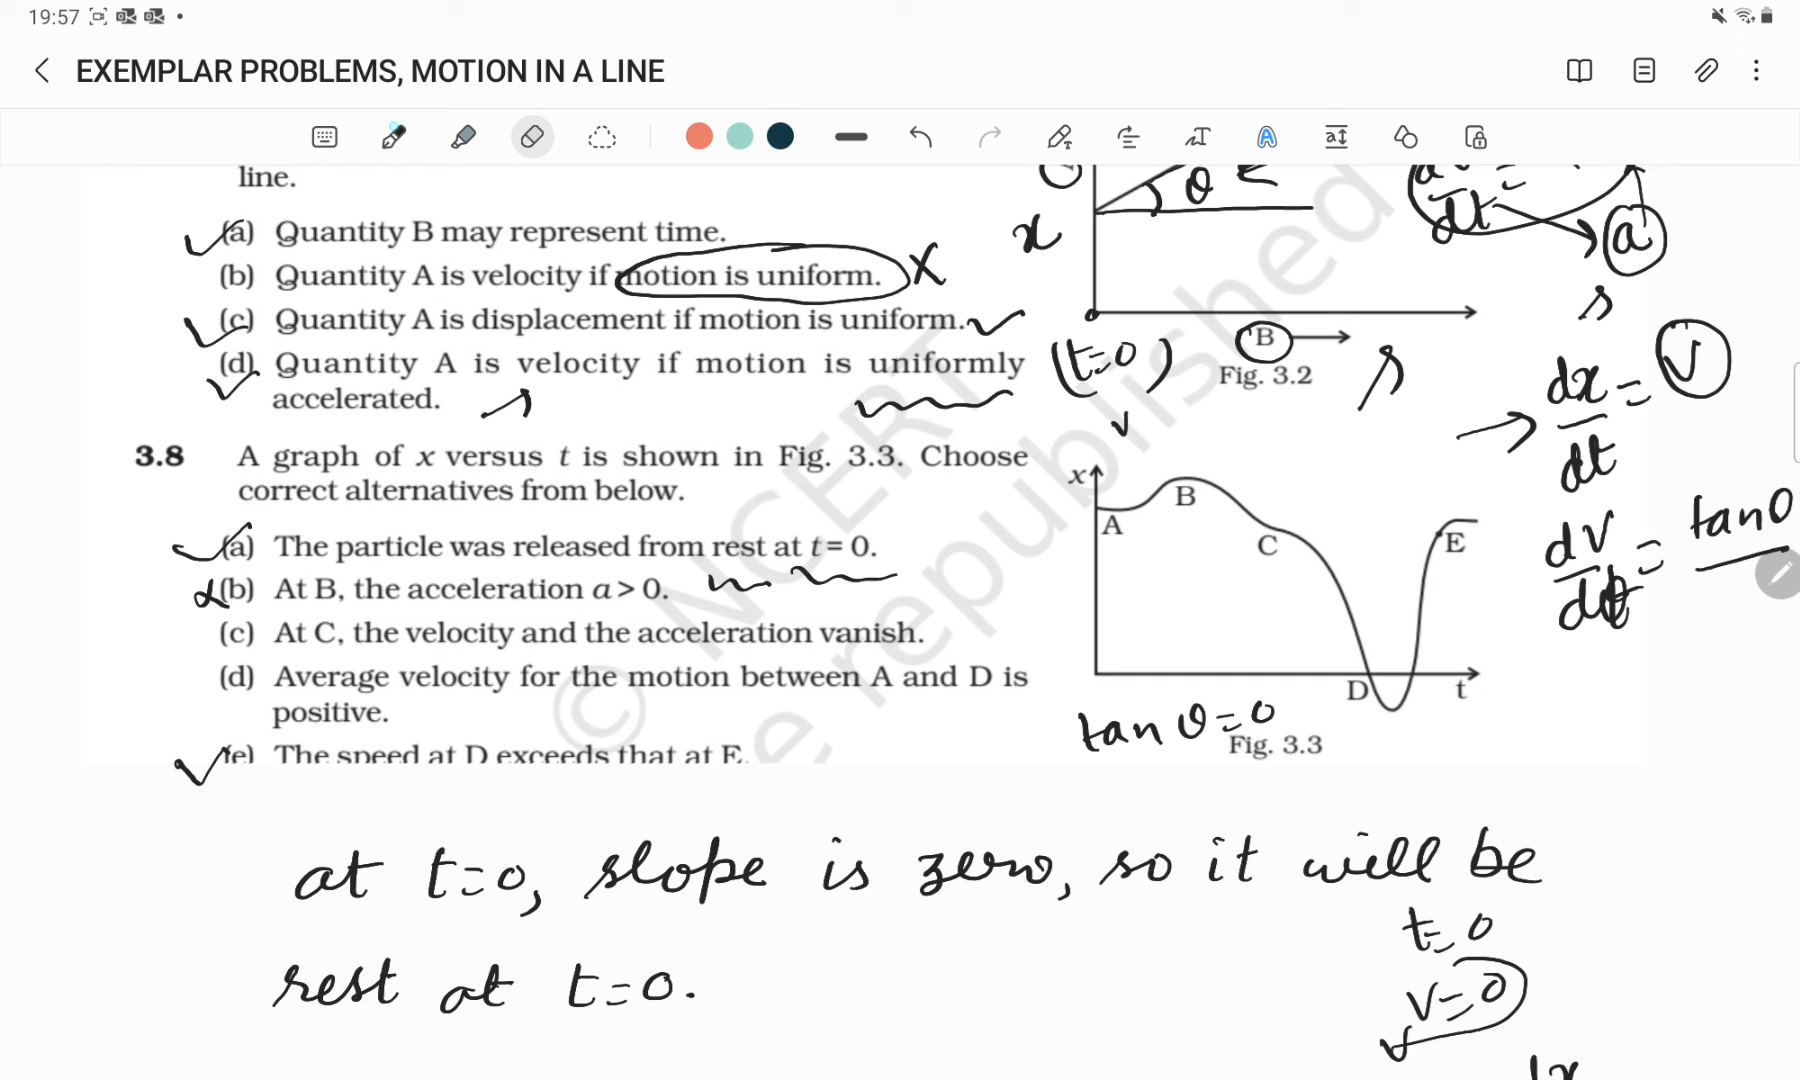 19:57
EXEMPLAR PROBLEMS, MOTION IN A LINE
line.
(a) Quantity B may represent time.
(b) Quantity A is velocity if motion is uniform.
(c) Quantity A is displacement if motion is uniform.
(d) Quantity A is velocity if motion is uniformly
accelerated.
θ
x
(t=0)
v
B
Fig. 3.2
dt
a
s
dx/dt = v
dv/dt = tanθ
3.8 A graph of x versus t is shown in Fig. 3.3. Choose
correct alternatives from below.
(a) The particle was released from rest at t = 0.
(b) At B, the acceleration a > 0.
(c) At C, the velocity and the acceleration vanish.
(d) Average velocity for the motion between A and D is
positive.
(e) The speed at D exceeds that at E.
x
A
B
C
D
E
t
tan θ=0
Fig. 3.3
© NCERT
be republished
at t=0, slope is zero, so it will be
rest at t=0.
t=0
v=0